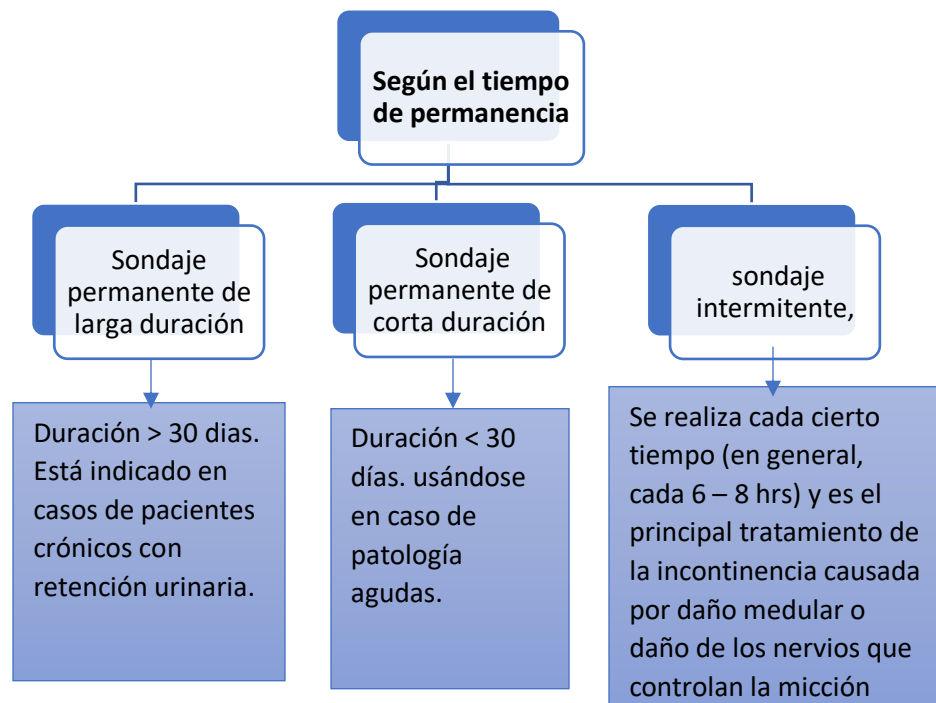 Según el tiempo
de permanencia
Sondaje
permanente de
larga duración
Sondaje
permanente de
corta duración
sondaje
intermitente,
Duración > 30 dias.
Está indicado en
casos de pacientes
crónicos con
retención urinaria.
Duración < 30
días. usándose
en caso de
patología
agudas.
Se realiza cada cierto
tiempo (en general,
cada 6 – 8 hrs) y es el
principal tratamiento de
la incontinencia causada
por daño medular o
daño de los nervios que
controlan la micción